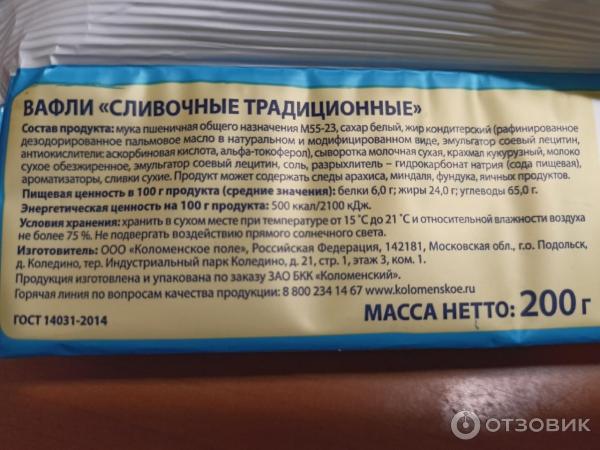 ВАФЛИ «СЛИВОЧНЫЕ ТРАДИЦИОННЫЕ»
Состав продукта: мука пшеничная общего назначения М55-23, сахар белый, жир кондитерский (рафинированное
дезодорированное пальмовое масло в натуральном и модифицированном виде, эмульгатор соевый лецитин,
антиокислители: аскорбиновая кислота, альфа-токоферол), сыворотка молочная сухая, крахмал кукурузный, молоко
сухое обезжиренное, эмульгатор соевый лецитин, соль, разрыхлитель – гидрокарбонат натрия (сода пищевая),
ароматизаторы, сливки сухие. Продукт может содержать следы арахиса, миндаля, фундука, яичных продуктов.
Пищевая ценность в 100 г продукта (средние значения): белки 6,0 г; жиры 24,0 г; углеводы 65,0 г.
Энергетическая ценность на 100 г продукта: 500 ккал/2100 кДж.
Условия хранения: хранить в сухом месте при температуре от 15 ˚С до 21 ˚С и относительной влажности воздуха
не более 75 %. Не подвергать воздействию прямого солнечного света.
Изготовитель: ООО «Коломенское поле», Российская Федерация, 142181, Московская обл., г.о. Подольск,
д. Коледино, тер. Индустриальный парк Коледино, д. 21, стр. 1, этаж 3, ком. 1.
Продукция изготовлена и упакована по заказу ЗАО БКК «Коломенский».
Горячая линия по вопросам качества продукции: 8 800 234 14 67 www.kolomenskoe.ru
МАССА НЕТТО: 200 г
ГОСТ 14031-2014
ОТЗОВИК